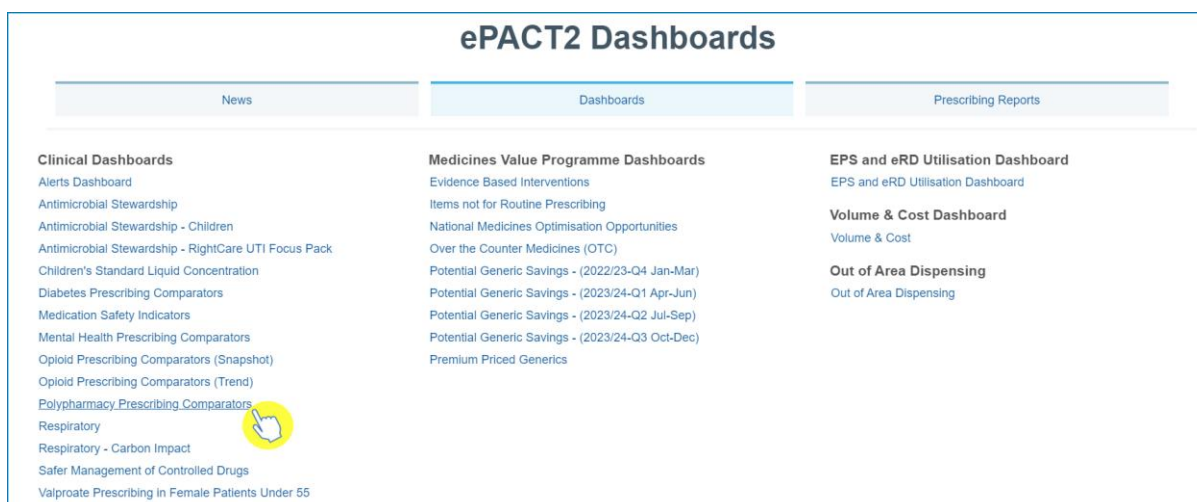 ePACT2 Dashboards
News
Dashboards
Prescribing Reports
Clinical Dashboards
Alerts Dashboard
Antimicrobial Stewardship
Antimicrobial Stewardship - Children
Antimicrobial Stewardship - RightCare UTI Focus Pack
Children's Standard Liquid Concentration
Diabetes Prescribing Comparators
Medication Safety Indicators
Mental Health Prescribing Comparators
Opioid Prescribing Comparators (Snapshot)
Opioid Prescribing Comparators (Trend)
Polypharmacy Prescribing Comparators
Respiratory
Respiratory - Carbon Impact
Safer Management of Controlled Drugs
Valproate Prescribing in Female Patients Under 55
Medicines Value Programme Dashboards
Evidence Based Interventions
Items not for Routine Prescribing
National Medicines Optimisation Opportunities
Over the Counter Medicines (OTC)
Potential Generic Savings - (2022/23-Q4 Jan-Mar)
Potential Generic Savings - (2023/24-Q1 Apr-Jun)
Potential Generic Savings - (2023/24-Q2 Jul-Sep)
Potential Generic Savings - (2023/24-Q3 Oct-Dec)
Premium Priced Generics
EPS and eRD Utilisation Dashboard
EPS and eRD Utilisation Dashboard
Volume & Cost Dashboard
Volume & Cost
Out of Area Dispensing
Out of Area Dispensing